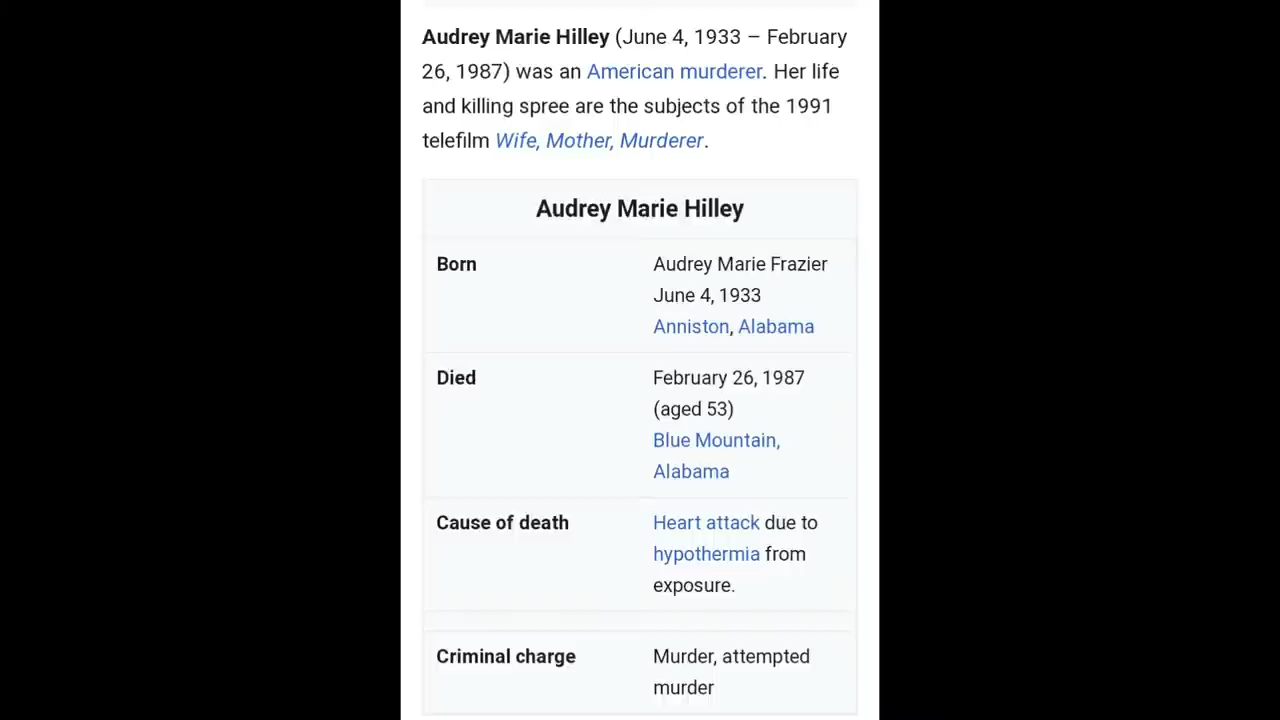 Audrey Marie Hilley (June 4, 1933 – February
26, 1987) was an American murderer. Her life
and killing spree are the subjects of the 1991
telefilm Wife, Mother, Murderer.
Audrey Marie Hilley
Born
Audrey Marie Frazier
June 4, 1933
Anniston, Alabama
Died
February 26, 1987
(aged 53)
Blue Mountain,
Alabama
Cause of death
Heart attack due to
hypothermia from
exposure.
Criminal charge
Murder, attempted
murder